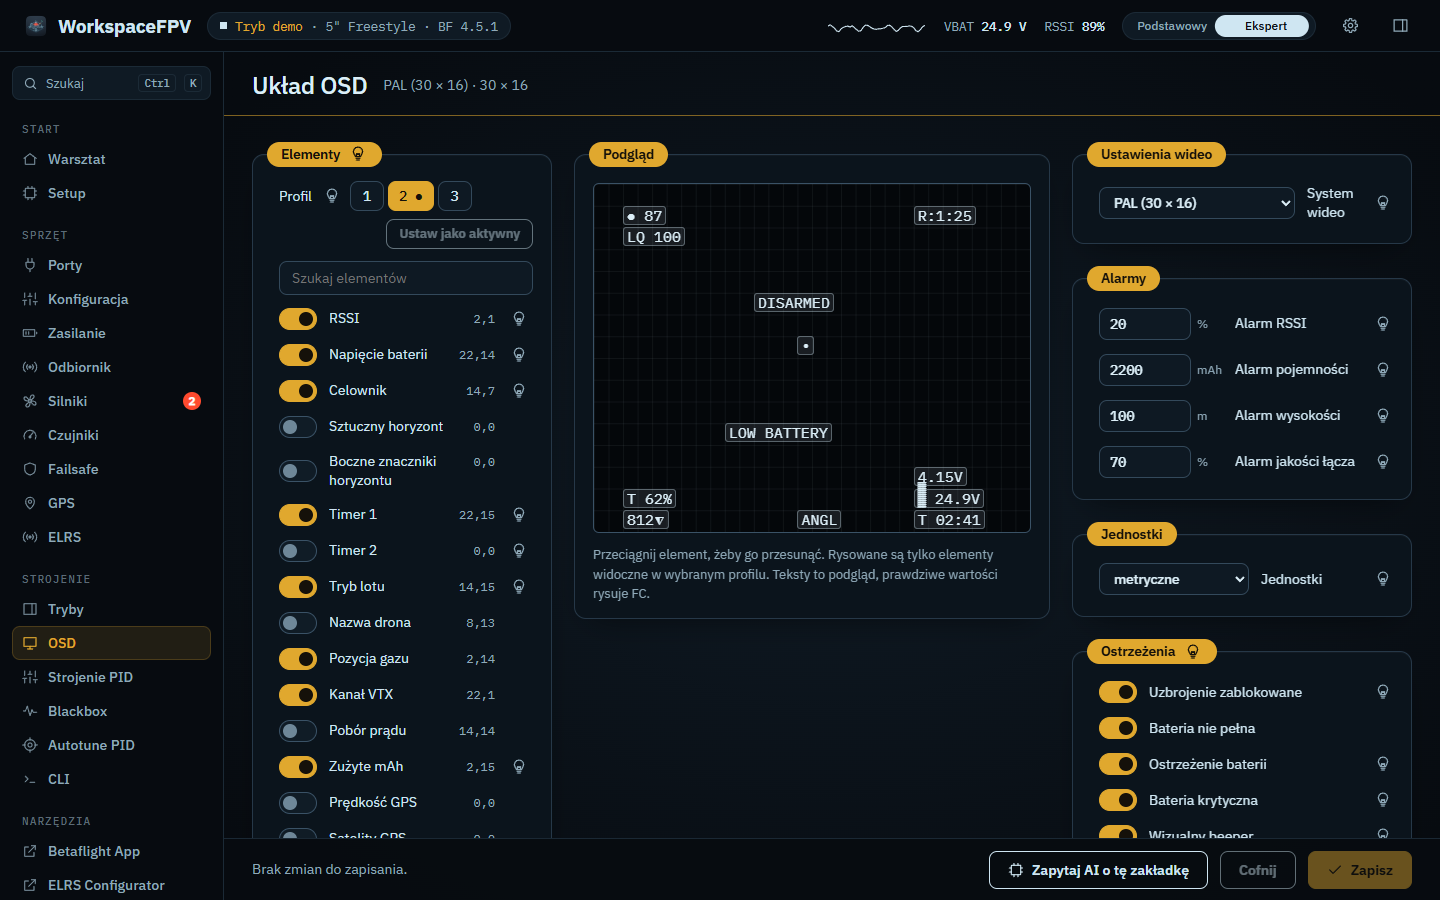 WorkspaceFPV
Tryb demo · 5" Freestyle · BF 4.5.1
VBAT 24.9 V
RSSI 89%
Podstawowy
Ekspert
Szukaj
Ctrl
K
START
Warsztat
Setup
SPRZĘT
Porty
Konfiguracja
Zasilanie
Odbiornik
Silniki
2
Czujniki
Failsafe
GPS
ELRS
STROJENIE
Tryby
OSD
Strojenie PID
Blackbox
Autotune PID
CLI
NARZĘDZIA
Betaflight App
ELRS Configurator
Układ OSD
PAL (30 × 16) · 30 × 16
Elementy
Profil
1
2 •
3
Ustaw jako aktywny
Szukaj elementów
RSSI 2,1
Napięcie baterii 22,14
Celownik 14,7
Sztuczny horyzont 0,0
Boczne znaczniki 0,0
horyzontu
Timer 1 22,15
Timer 2 0,0
Tryb lotu 14,15
Nazwa drona 8,13
Pozycja gazu 2,14
Kanał VTX 22,1
Pobór prądu 14,14
Zużyte mAh 2,15
Prędkość GPS 0,0
Satelity GPS 0,0
Podgląd
• 87
R:1:25
LQ 100
DISARMED
LOW BATTERY
4.15V
T 62%
24.9V
812▼
ANGL
T 02:41
Przeciągnij element, żeby go przesunąć. Rysowane są tylko elementy
widoczne w wybranym profilu. Teksty to podgląd, prawdziwe wartości
rysuje FC.
Ustawienia wideo
PAL (30 × 16)
System
wideo
Alarmy
20 % Alarm RSSI
2200 mAh Alarm pojemności
100 m Alarm wysokości
70 % Alarm jakości łącza
Jednostki
metryczne
Jednostki
Ostrzeżenia
Uzbrojenie zablokowane
Bateria nie pełna
Ostrzeżenie baterii
Bateria krytyczna
Wizualny beeper
Brak zmian do zapisania.
Zapytaj AI o tę zakładkę
Cofnij
Zapisz